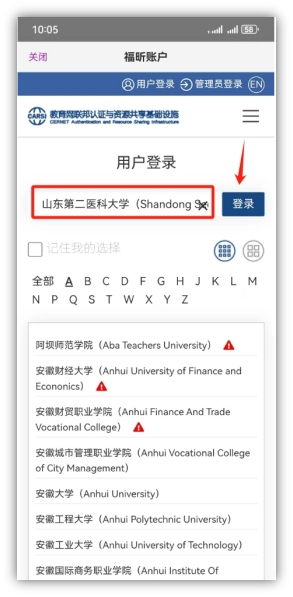 10:05
58
关闭
福昕账户
用户登录 管理员登录 EN
CARSI 教育网联邦认证与资源共享基础设施
CERNET Authentication and Resource Sharing Infrastructure
用户登录
山东第二医科大学（Shandong Se
登录
记住我的选择
全部 A B C D F G H J K L M
N P Q S T W X Y Z
阿坝师范学院（Aba Teachers University）
安徽财经大学（Anhui University of Finance and
Econonics）
安徽财贸职业学院（Anhui Finance And Trade
Vocational College）
安徽城市管理职业学院（Anhui Vocational College
of City Management）
安徽大学（Anhui University）
安徽工程大学（Anhui Polytechnic University）
安徽工业大学（Anhui University of Technology）
安徽国际商务职业学院（Anhui Institute Of